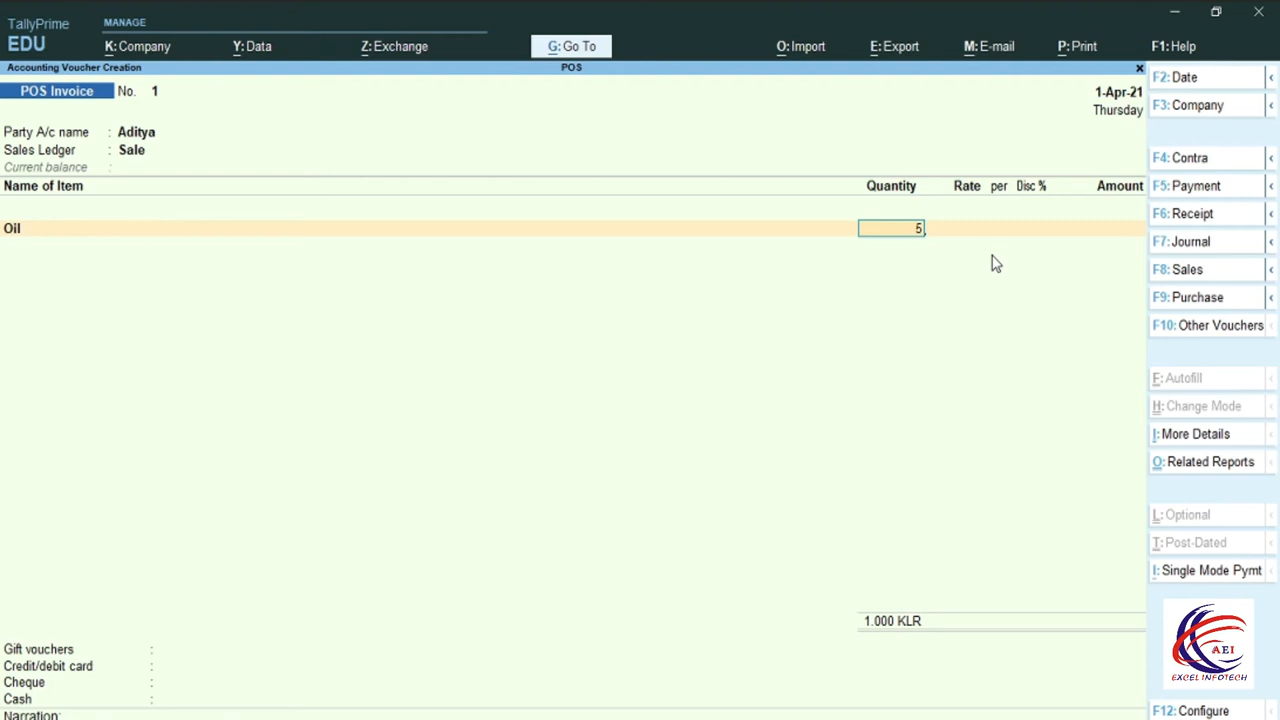 TallyPrime
EDU
MANAGE
K: Company
Y: Data
Z: Exchange
G: Go To
O: Import
E: Export
M: E-mail
P: Print
F1: Help
Accounting Voucher Creation
POS
POS Invoice No. 1
1-Apr-21
Thursday
Party A/c name : Aditya
Sales Ledger : Sale
Current balance :
Name of Item Quantity Rate per Disc % Amount
Oil 5
1.000 KLR
Gift vouchers :
Credit/debit card :
Cheque :
Cash :
Narration:
F2: Date
F3: Company
F4: Contra
F5: Payment
F6: Receipt
F7: Journal
F8: Sales
F9: Purchase
F10: Other Vouchers
F: Autofill
H: Change Mode
I: More Details
O: Related Reports
L: Optional
T: Post-Dated
I: Single Mode Pymt
AEI
EXCEL INFOTECH
F12: Configure